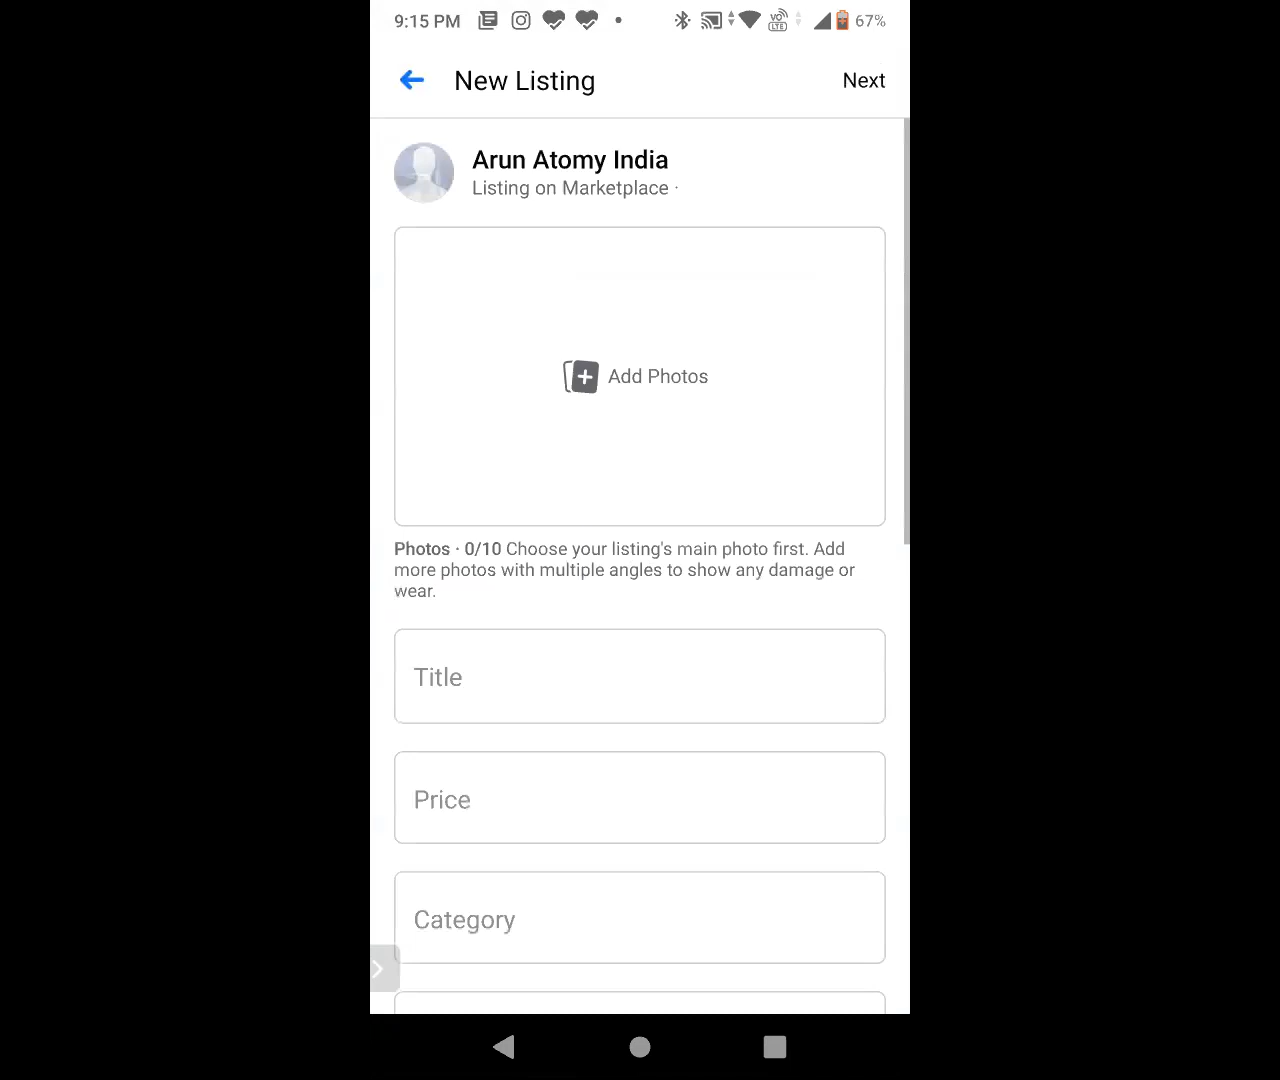 9:15 PM
VO LTE
67%
New Listing
Next
Arun Atomy India
Listing on Marketplace ·
Add Photos
Photos · 0/10 Choose your listing's main photo first. Add
more photos with multiple angles to show any damage or
wear.
Title
Price
Category